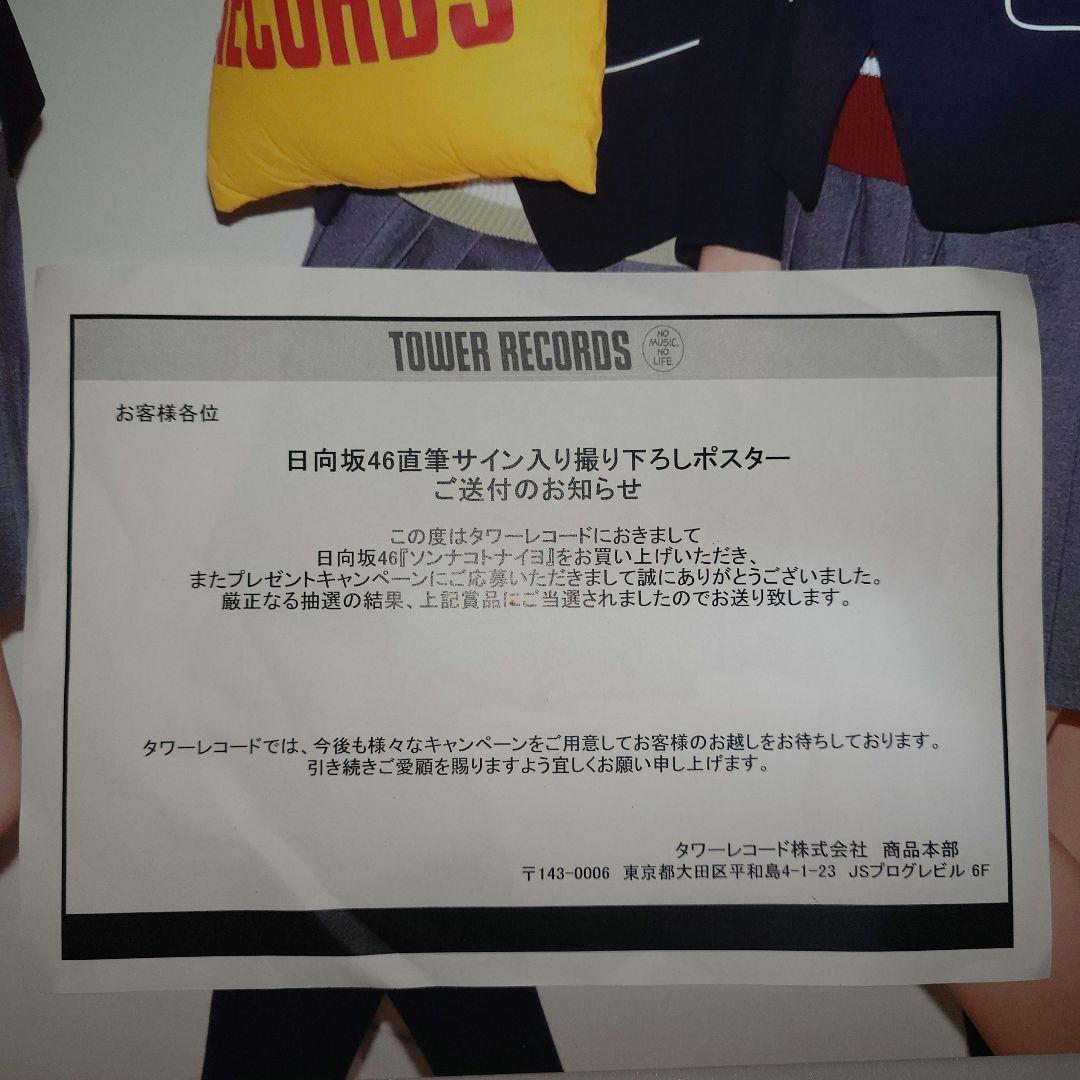 RECORDS
TOWER RECORDS NO MUSIC. NO LIFE.
お客様各位
日向坂46直筆サイン入り撮り下ろしポスター
ご送付のお知らせ
この度はタワーレコードにおきまして
日向坂46『ソンナコトナイヨ』をお買い上げいただき、
またプレゼントキャンペーンにご応募いただきまして誠にありがとうございました。
厳正なる抽選の結果、上記賞品にご当選されましたのでお送り致します。
タワーレコードでは、今後も様々なキャンペーンをご用意してお客様のお越しをお待ちしております。
引き続きご愛顧を賜りますよう宜しくお願い申し上げます。
タワーレコード株式会社 商品本部
〒143-0006 東京都大田区平和島4-1-23 JSプログレビル 6F